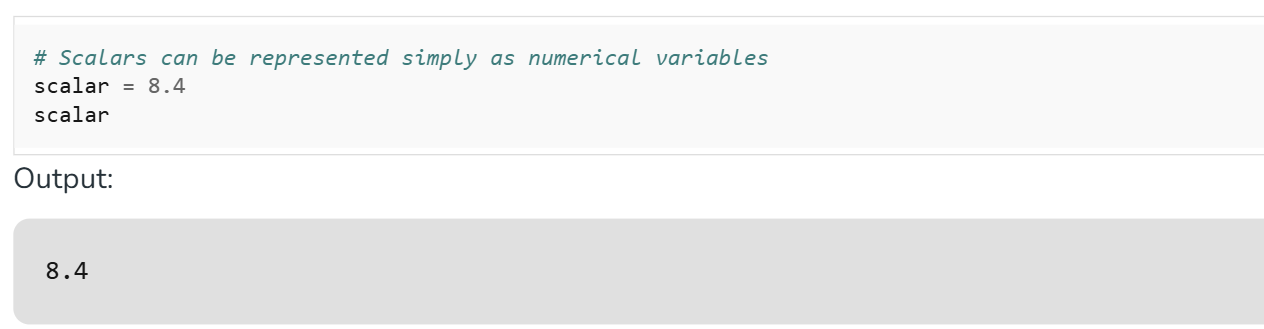 # Scalars can be represented simply as numerical variables
scalar = 8.4
scalar
Output:
8.4